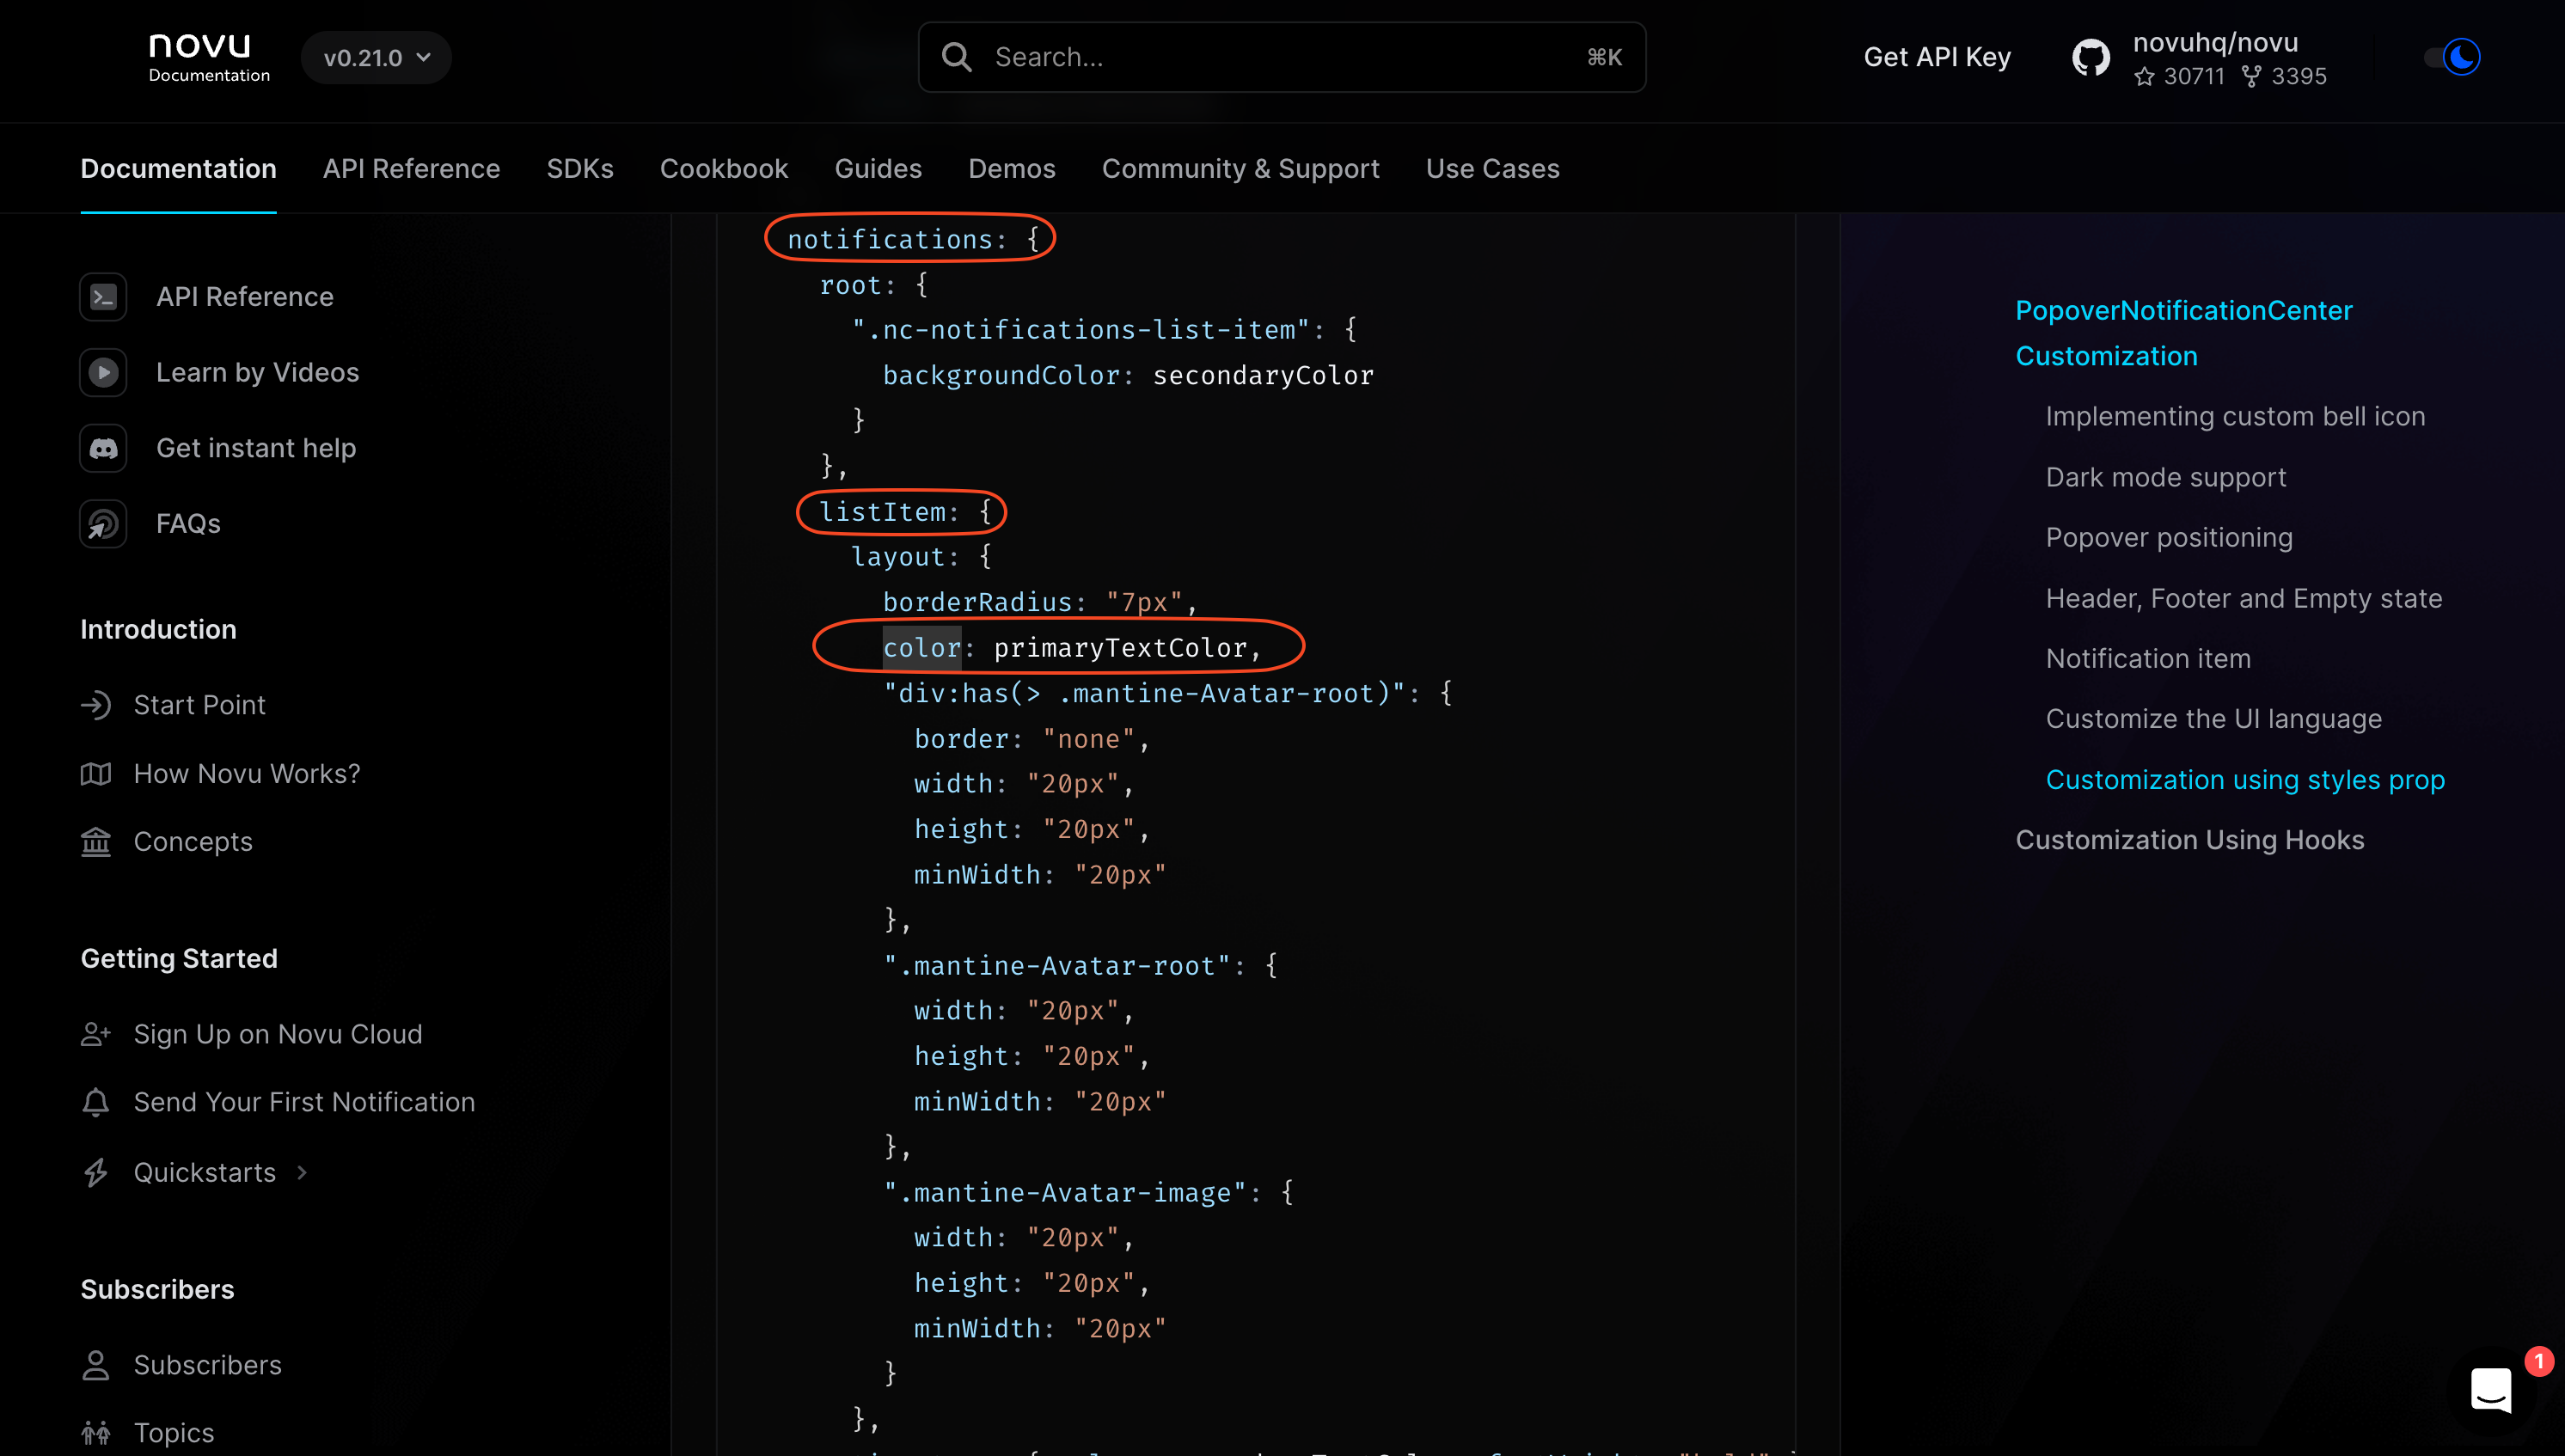 novu
Documentation
v0.21.0
Search...
⌘K
Get API Key
novuhq/novu
30711 3395
Documentation API Reference SDKs Cookbook Guides Demos Community & Support Use Cases
API Reference
Learn by Videos
Get instant help
FAQs
Introduction
Start Point
How Novu Works?
Concepts
Getting Started
Sign Up on Novu Cloud
Send Your First Notification
Quickstarts
Subscribers
Subscribers
Topics
notifications: {
root: {
".nc-notifications-list-item": {
backgroundColor: secondaryColor
}
},
listItem: {
layout: {
borderRadius: "7px",
color: primaryTextColor,
"div:has(> .mantine-Avatar-root)": {
border: "none",
width: "20px",
height: "20px",
minWidth: "20px"
},
".mantine-Avatar-root": {
width: "20px",
height: "20px",
minWidth: "20px"
},
".mantine-Avatar-image": {
width: "20px",
height: "20px",
minWidth: "20px"
}
},
PopoverNotificationCenter
Customization
Implementing custom bell icon
Dark mode support
Popover positioning
Header, Footer and Empty state
Notification item
Customize the UI language
Customization using styles prop
Customization Using Hooks
1